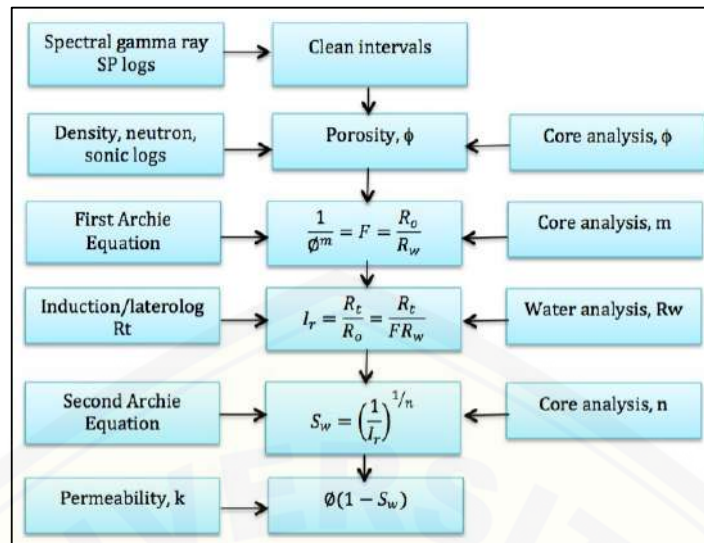 Spectral gamma ray
SP logs
Clean intervals
Density, neutron,
sonic logs
Porosity, ϕ
Core analysis, ϕ
First Archie
Equation
1/Ø^m = F = R_o/R_w
Core analysis, m
Induction/laterolog
Rt
I_r = R_t/R_o = R_t/FR_w
Water analysis, Rw
Second Archie
Equation
S_w = (1/I_r)^1/n
Core analysis, n
Permeability, k
Ø(1 − S_w)
VERSIT